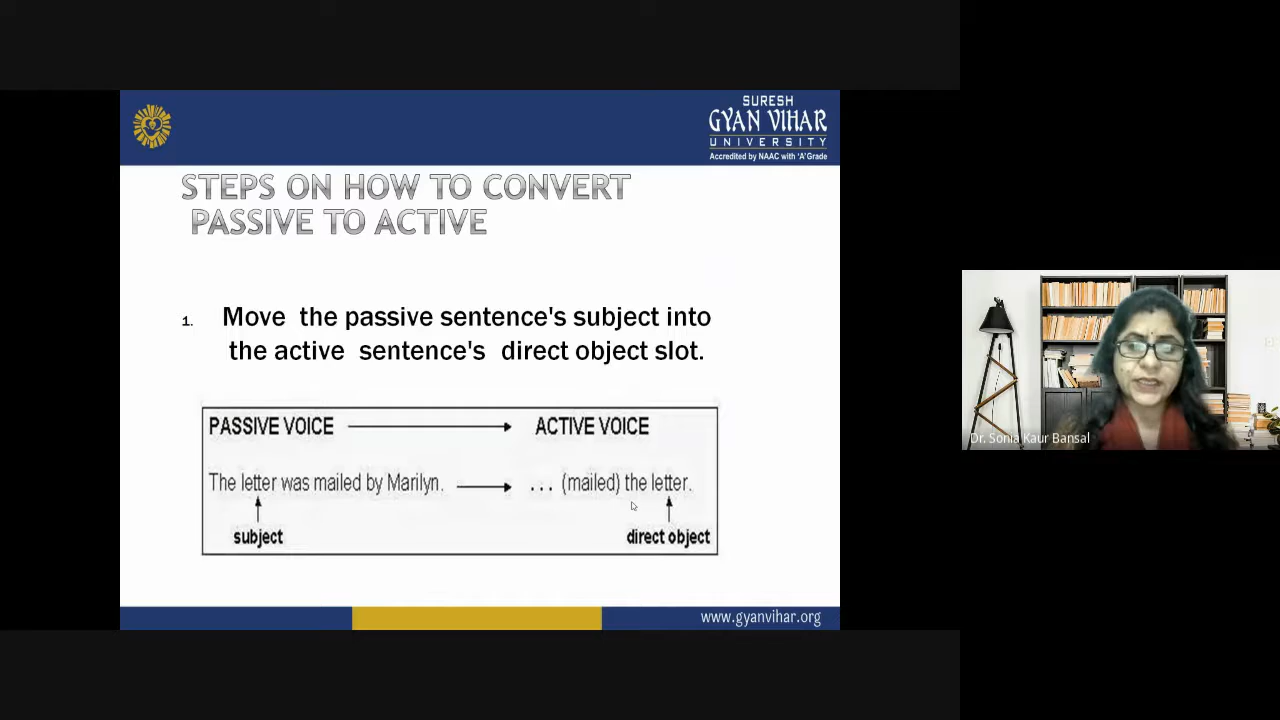 SURESH
GYAN VIHAR
UNIVERSITY
Accredited by NAAC with 'A' Grade
STEPS ON HOW TO CONVERT
PASSIVE TO ACTIVE
1. Move the passive sentence's subject into
the active sentence's direct object slot.
PASSIVE VOICE ACTIVE VOICE
The letter was mailed by Marilyn. ... (mailed) the letter.
subject direct object
www.gyanvihar.org
Dr. Sonia Kaur Bansal